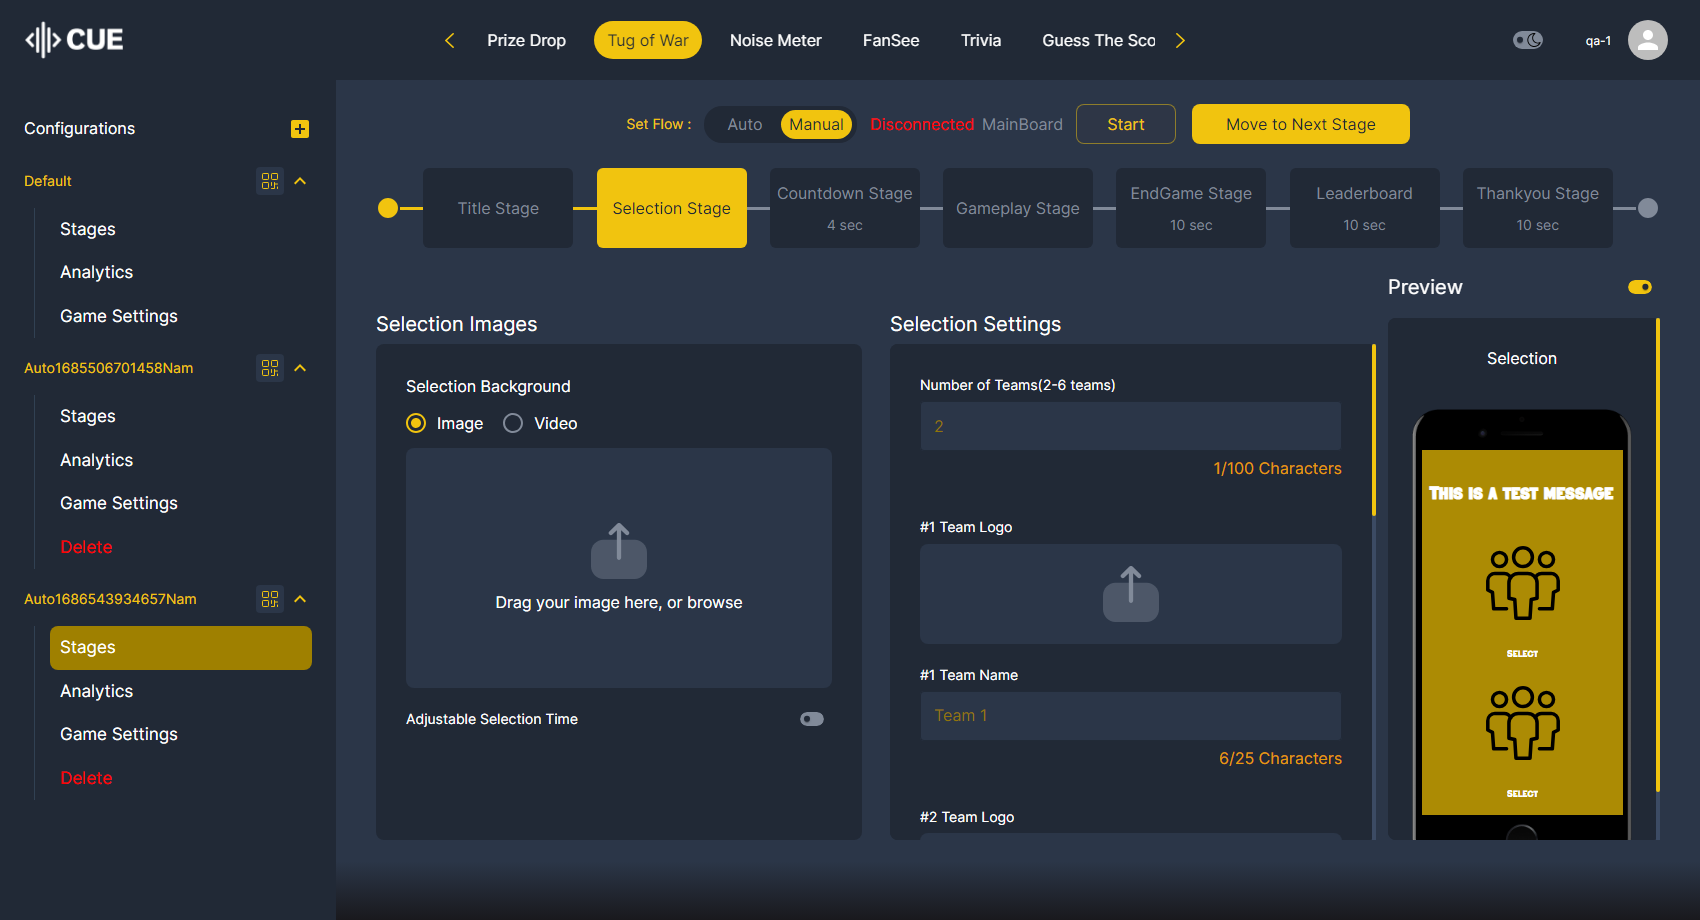 CUE
Prize Drop
Tug of War
Noise Meter
FanSee
Trivia
Guess The Sco
qa-1
Configurations
Default
Stages
Analytics
Game Settings
Auto1685506701458Nam
Stages
Analytics
Game Settings
Delete
Auto1686543934657Nam
Stages
Analytics
Game Settings
Delete
Set Flow :
Auto
Manual
Disconnected MainBoard
Start
Move to Next Stage
Title Stage
Selection Stage
Countdown Stage
4 sec
Gameplay Stage
EndGame Stage
10 sec
Leaderboard
10 sec
Thankyou Stage
10 sec
Selection Images
Selection Background
Image
Video
Drag your image here, or browse
Adjustable Selection Time
Selection Settings
Number of Teams(2-6 teams)
2
1/100 Characters
#1 Team Logo
#1 Team Name
Team 1
6/25 Characters
#2 Team Logo
Preview
Selection
THIS IS A TEST MESSAGE
SELECT
SELECT